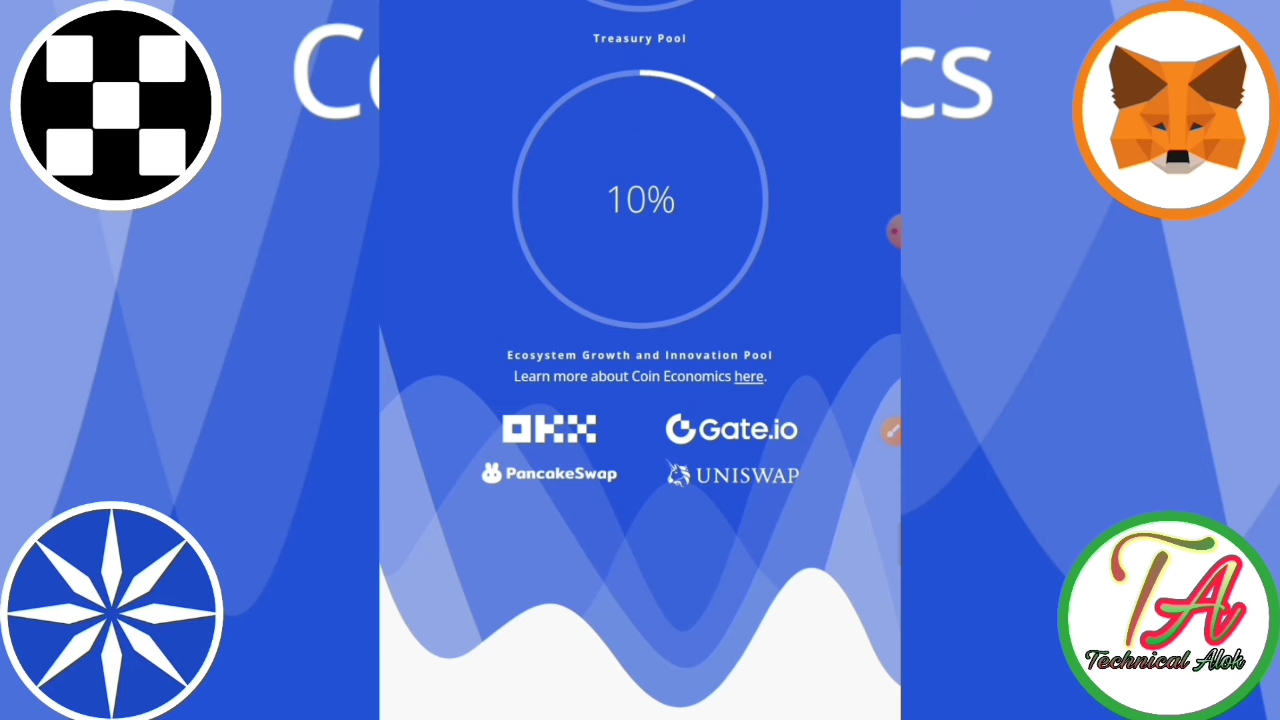 Treasury Pool
10%
Ecosystem Growth and Innovation Pool
Learn more about Coin Economics here.
OKX
Gate.io
PancakeSwap
UNISWAP
TA
Technical Alok